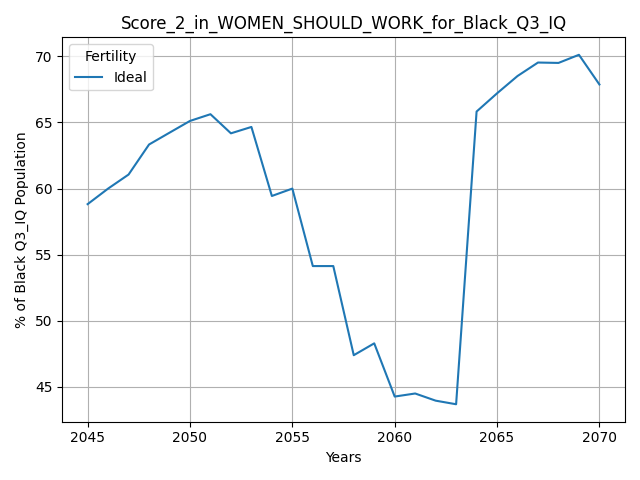 Score_2_in_WOMEN_SHOULD_WORK_for_Black_Q3_IQ
Fertility
Ideal
% of Black Q3_IQ Population
70
65
60
55
50
45
2045
2050
2055
2060
2065
2070
Years